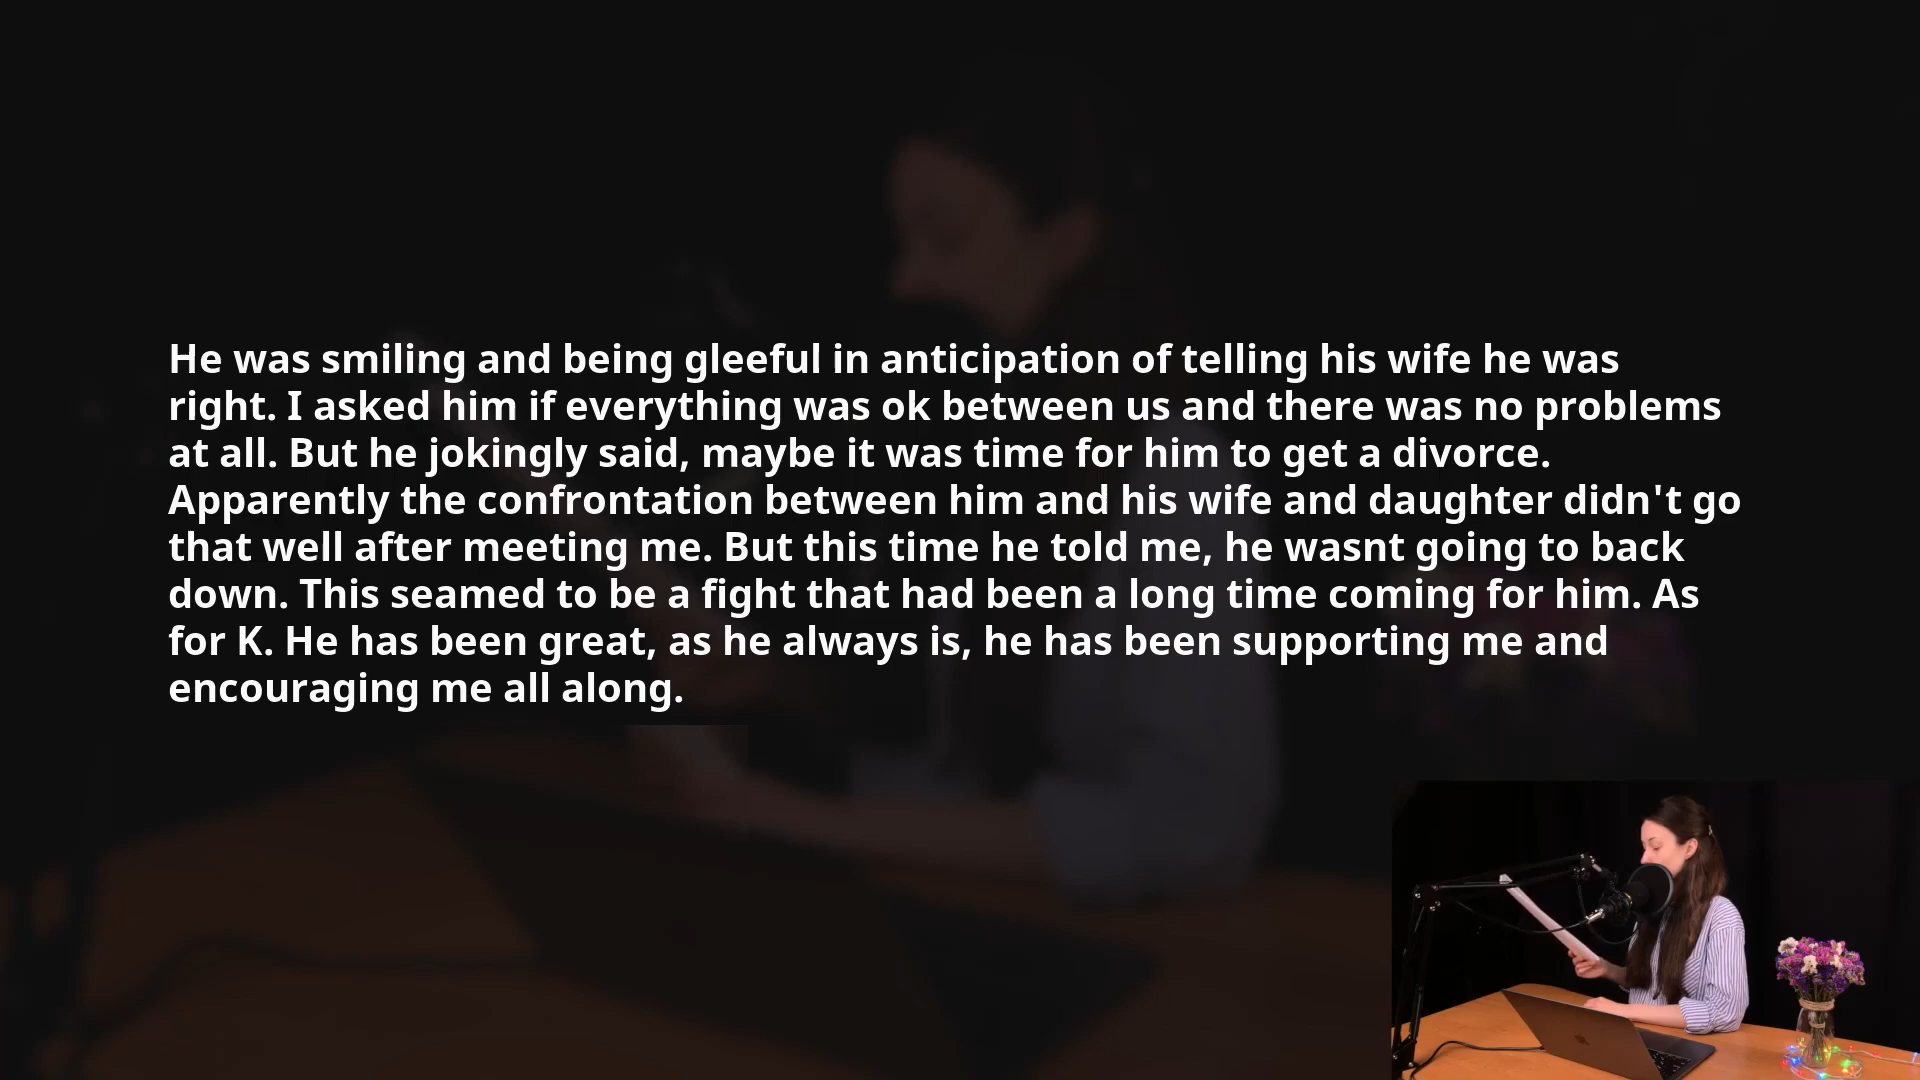 He was smiling and being gleeful in anticipation of telling his wife he was
right. I asked him if everything was ok between us and there was no problems
at all. But he jokingly said, maybe it was time for him to get a divorce.
Apparently the confrontation between him and his wife and daughter didn't go
that well after meeting me. But this time he told me, he wasnt going to back
down. This seamed to be a fight that had been a long time coming for him. As
for K. He has been great, as he always is, he has been supporting me and
encouraging me all along.